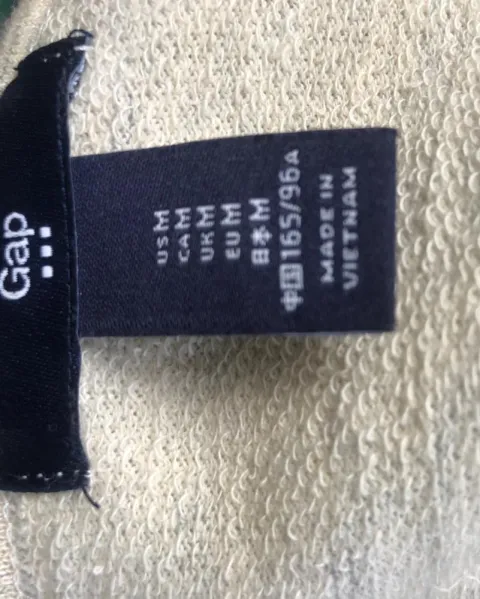 Gap
US M
CA M
UK M
EU M
日本 M
中国 165/96A
MADE IN
VIETNAM